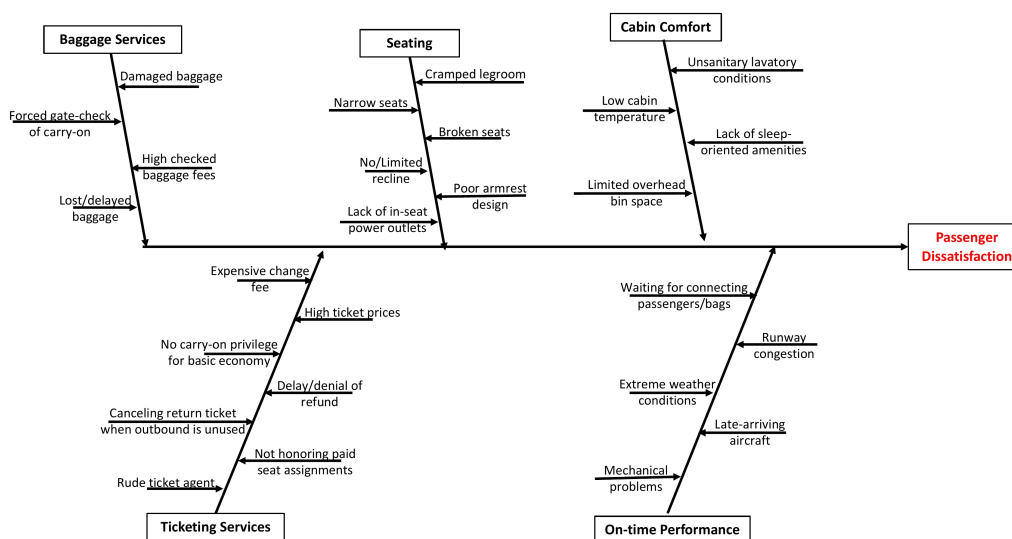 Baggage Services
Damaged baggage
Forced gate-check
of carry-on
High checked
baggage fees
Lost/delayed
baggage
Seating
Cramped legroom
Narrow seats
Broken seats
No/Limited
recline
Poor armrest
design
Lack of in-seat
power outlets
Cabin Comfort
Unsanitary lavatory
conditions
Low cabin
temperature
Lack of sleep-
oriented amenities
Limited overhead
bin space
Passenger
Dissatisfaction
Expensive change
fee
High ticket prices
No carry-on privilege
for basic economy
Delay/denial of
refund
Canceling return ticket
when outbound is unused
Not honoring paid
seat assignments
Rude ticket agent
Ticketing Services
Waiting for connecting
passengers/bags
Runway
congestion
Extreme weather
conditions
Late-arriving
aircraft
Mechanical
problems
On-time Performance